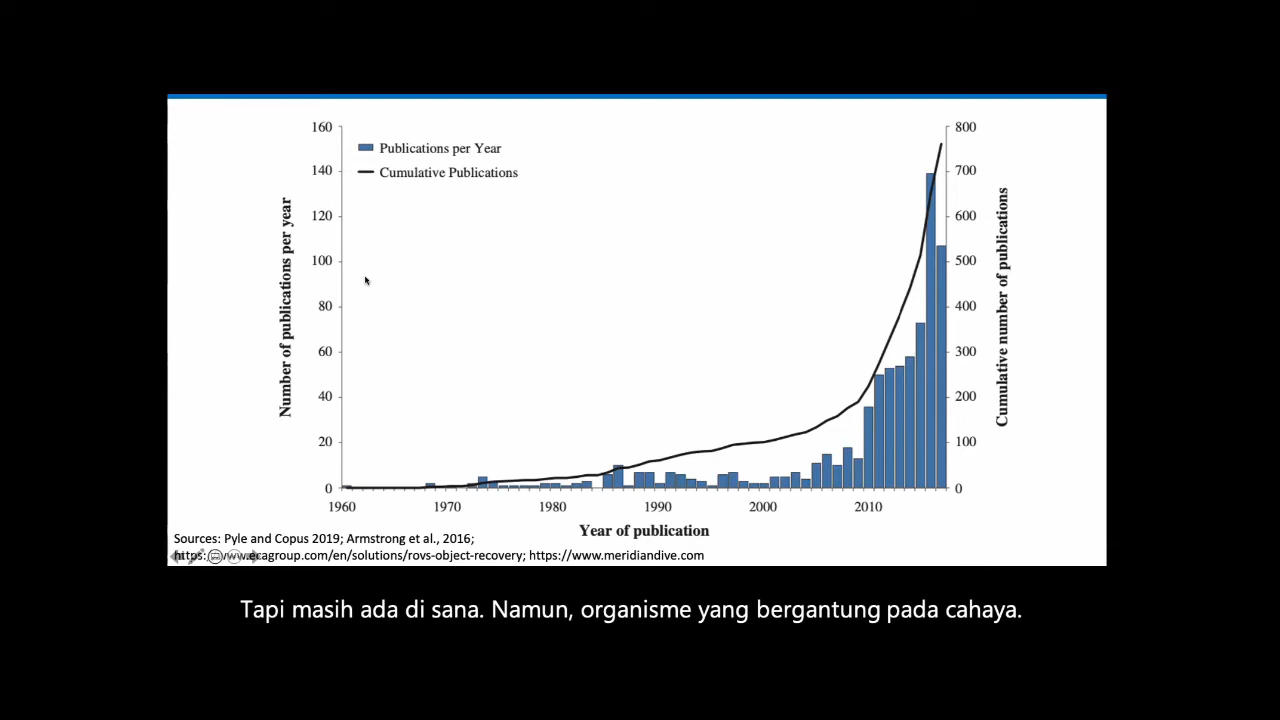 160
140
120
100
80
60
40
20
0
Number of publications per year
Publications per Year
Cumulative Publications
800
700
600
500
400
300
200
100
0
Cumulative number of publications
1960 1970 1980 1990 2000 2010
Year of publication
Sources: Pyle and Copus 2019; Armstrong et al., 2016;
https://www.ecagroup.com/en/solutions/rovs-object-recovery; https://www.meridiandive.com
Tapi masih ada di sana. Namun, organisme yang bergantung pada cahaya.